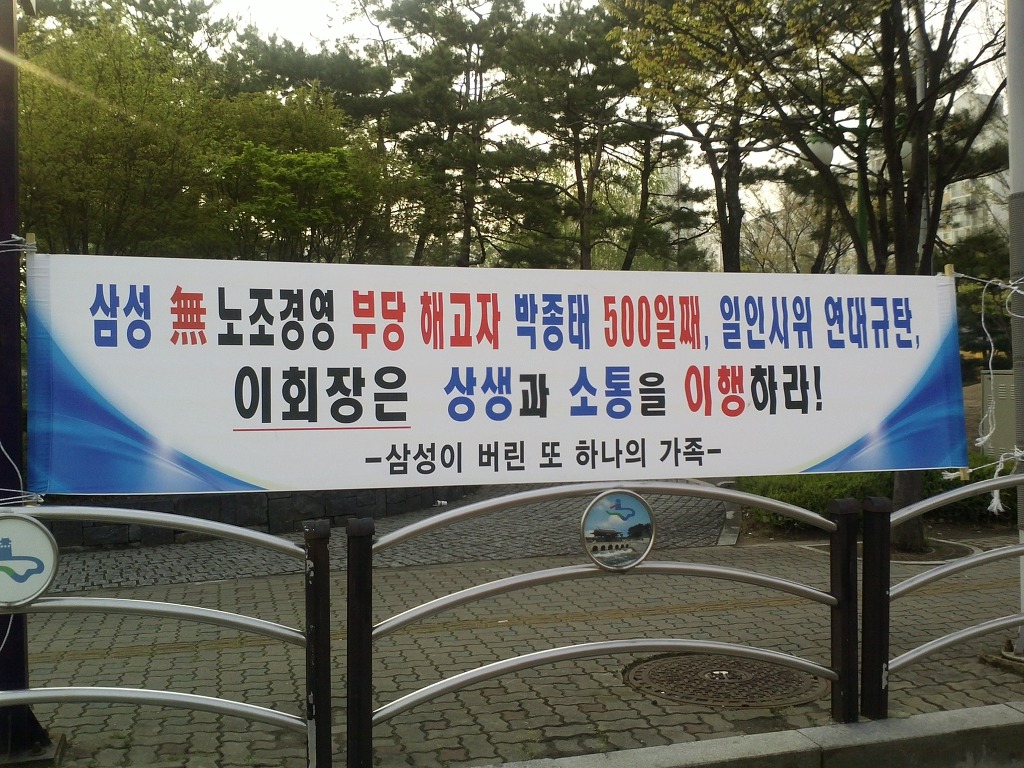 삼성 無 노조경영 부당 해고자 박종태 500일째, 일인시위 연대규탄,
이회장은 상생과 소통을 이행하라!
-삼성이 버린 또 하나의 가족-